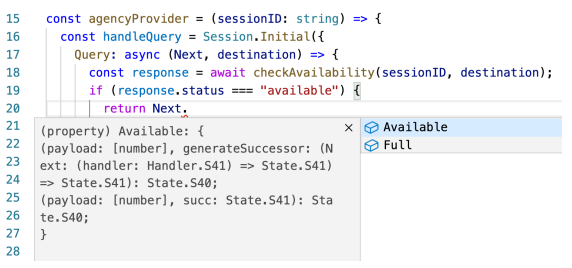 15 const agencyProvider = (sessionID: string) => {
16 const handleQuery = Session.Initial({
17 Query: async (Next, destination) => {
18 const response = await checkAvailability(sessionID, destination);
19 if (response.status === "available") {
20 return Next.
21 (property) Available: { × Available
22 (payload: [number], generateSuccessor: (N Full
23 ext: (handler: Handler.S41) => State.S41)
24 => State.S41): State.S40;
25 (payload: [number], succ: State.S41): Sta
26 te.S40;
27 }
28